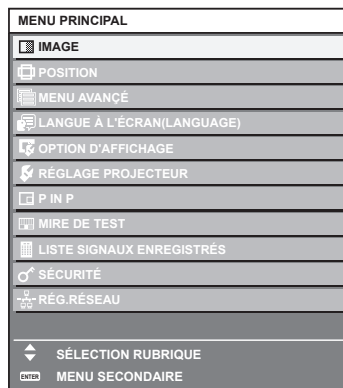 MENU PRINCIPAL
IMAGE
POSITION
MENU AVANÇÉ
LANGUE À L'ÉCRAN(LANGUAGE)
OPTION D'AFFICHAGE
RÉGLAGE PROJECTEUR
P IN P
MIRE DE TEST
LISTE SIGNAUX ENREGISTRÉS
SÉCURITÉ
RÉG.RÉSEAU
SÉLECTION RUBRIQUE
ENTER MENU SECONDAIRE